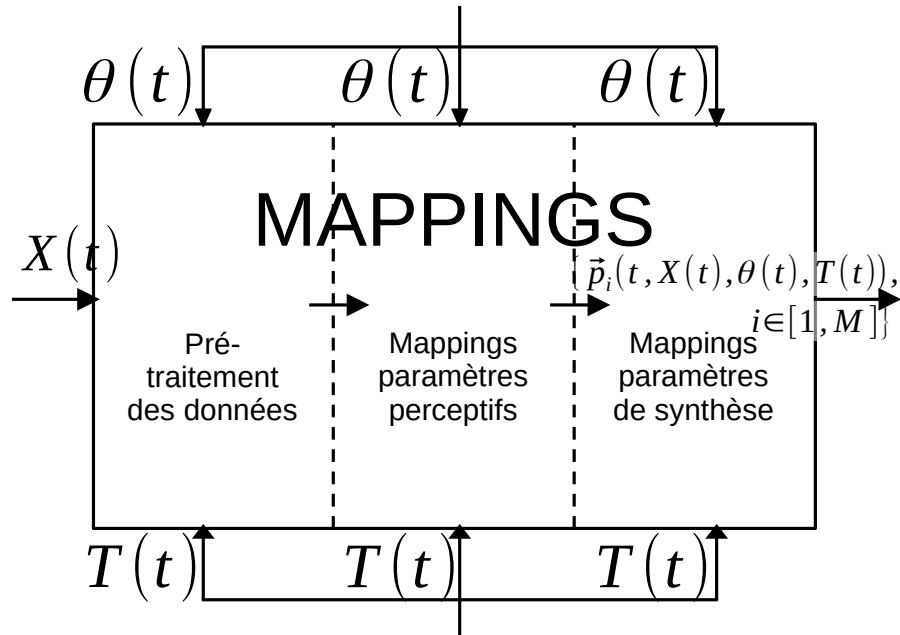 θ(t) θ(t) θ(t)
MAPPINGS
X(t)
{p⃗ᵢ(t, X(t), θ(t), T(t)),
i∈[1, M]}
Pré-
traitement
des données
Mappings
paramètres
perceptifs
Mappings
paramètres
de synthèse
T(t) T(t) T(t)